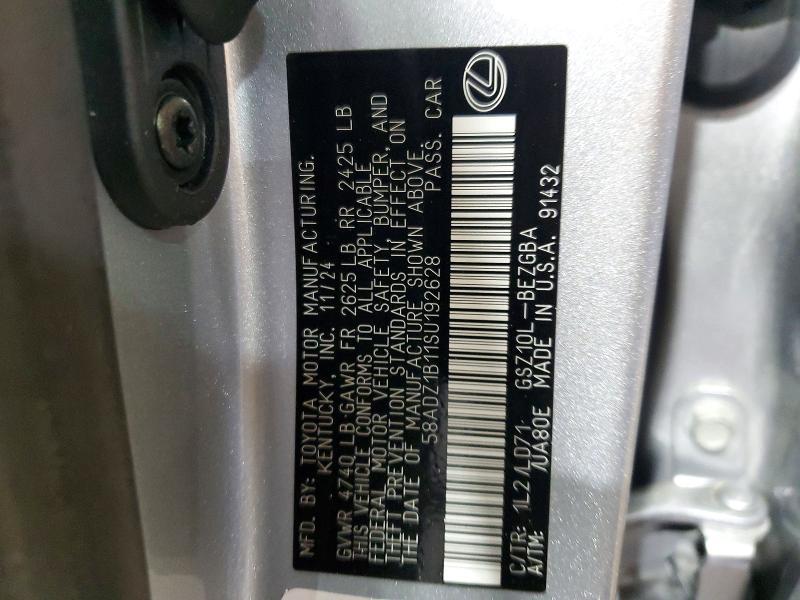 MFD. BY: TOYOTA MOTOR MANUFACTURING.
KENTUCKY, INC. 11/24
GVWR 4740 LB GAWR FR 2625 LB RR 2425 LB
THIS VEHICLE CONFORMS TO ALL APPLICABLE
FEDERAL MOTOR VEHICLE SAFETY, BUMPER, AND
THEFT PREVENTION STANDARDS IN EFFECT ON
THE DATE OF MANUFACTURE SHOWN ABOVE.
58ADZ1B11SU192628 PASS. CAR
C/TR: 1L2/LD71 GSZ10L-BEZGBA
A/TM: /UA80E MADE IN U.S.A. 91432